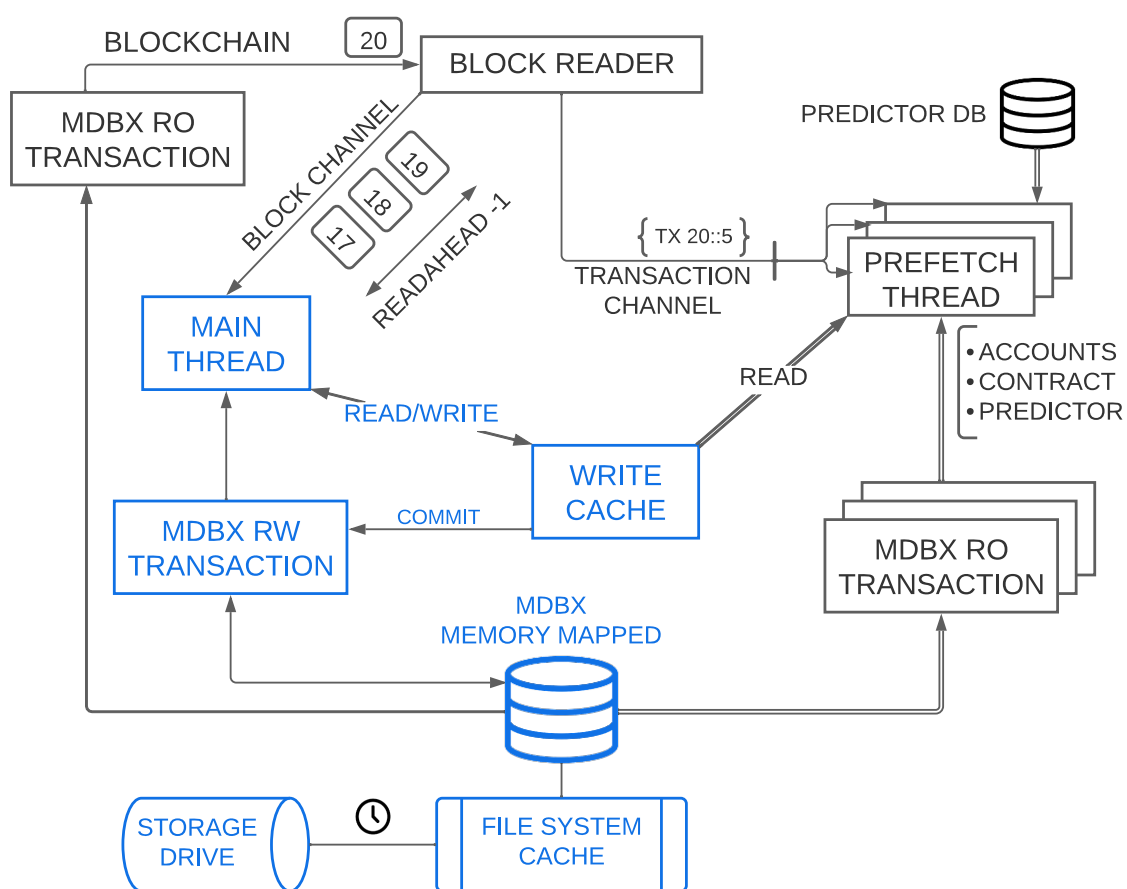 BLOCKCHAIN
20
BLOCK READER
MDBX RO
TRANSACTION
PREDICTOR DB
BLOCK CHANNEL
17
18
19
READAHEAD -1
{ TX 20::5 }
TRANSACTION
CHANNEL
PREFETCH
THREAD
MAIN
THREAD
• ACCOUNTS
• CONTRACT
• PREDICTOR
READ
READ/WRITE
WRITE
CACHE
COMMIT
MDBX RW
TRANSACTION
MDBX RO
TRANSACTION
MDBX
MEMORY MAPPED
STORAGE
DRIVE
FILE SYSTEM
CACHE